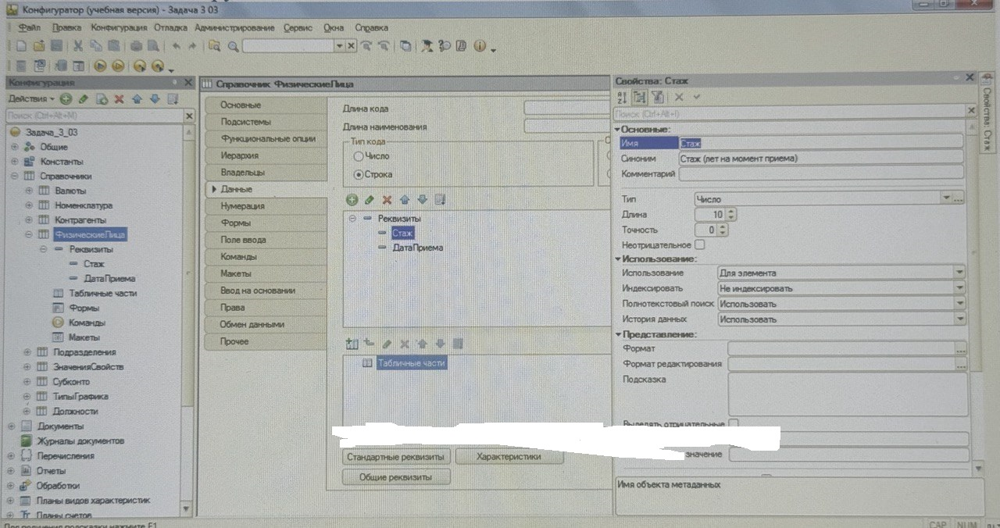 Конфигуратор (учебная версия) - Задача 3 03
Файл Правка Конфигурация Отладка Администрирование Сервис Окна Справка
Конфигурация
Действия
Поиск (Ctrl+Alt+M)
Задача_3_03
Общие
Константы
Справочники
Валюты
Номенклатура
Контрагенты
ФизическиеЛица
Реквизиты
Стаж
ДатаПриема
Табличные части
Формы
Команды
Макеты
Подразделения
ЗначенияСвойств
Субконто
ТипыГрафика
Должности
Документы
Журналы документов
Перечисления
Отчеты
Обработки
Планы видов характеристик
Планы счетов
Справочник ФизическиеЛица
Основные
Подсистемы
Функциональные опции
Иерархия
Владельцы
Данные
Нумерация
Формы
Поле ввода
Команды
Макеты
Ввод на основании
Права
Обмен данными
Прочее
Длина кода
Длина наименования
Тип кода
Число
Строка
Реквизиты
Стаж
ДатаПриема
Табличные части
Стандартные реквизиты Характеристики
Общие реквизиты
Свойства: Стаж
Поиск (Ctrl+Alt+I)
Основные:
Имя Стаж
Синоним Стаж (лет на момент приема)
Комментарий
Тип Число
Длина 10
Точность 0
Неотрицательное
Использование:
Использование Для элемента
Индексировать Не индексировать
Полнотекстовый поиск Использовать
История данных Использовать
Представление:
Формат
Формат редактирования
Подсказка
Выделять отрицательные
значение
Имя объекта метаданных
Свойства: Стаж
Для получения подсказки нажмите F1
CAP NUM